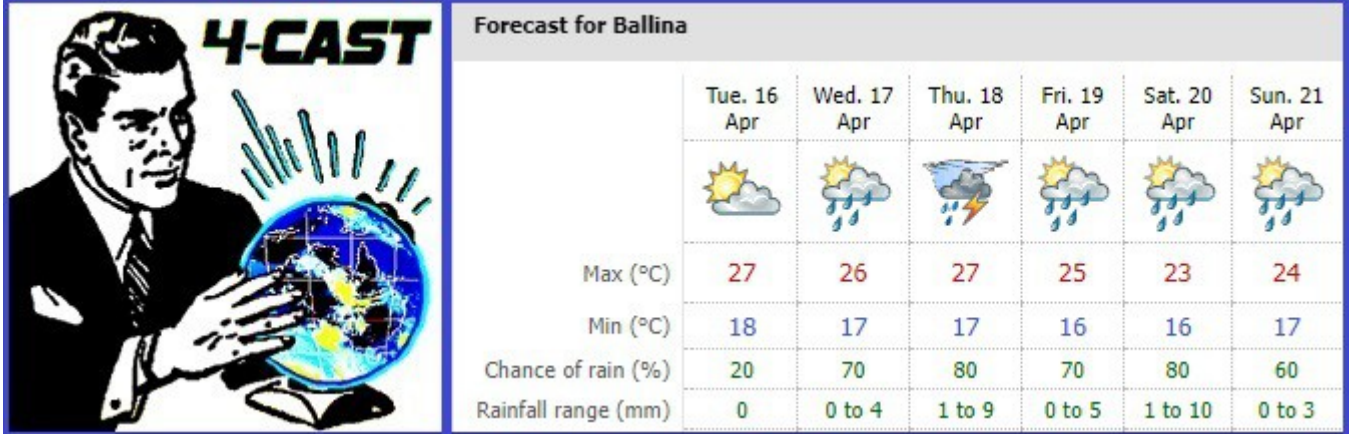 4-CAST
Forecast for Ballina
Tue. 16 Apr Wed. 17 Apr Thu. 18 Apr Fri. 19 Apr Sat. 20 Apr Sun. 21 Apr
Max (°C) 27 26 27 25 23 24
Min (°C) 18 17 17 16 16 17
Chance of rain (%) 20 70 80 70 80 60
Rainfall range (mm) 0 0 to 4 1 to 9 0 to 5 1 to 10 0 to 3